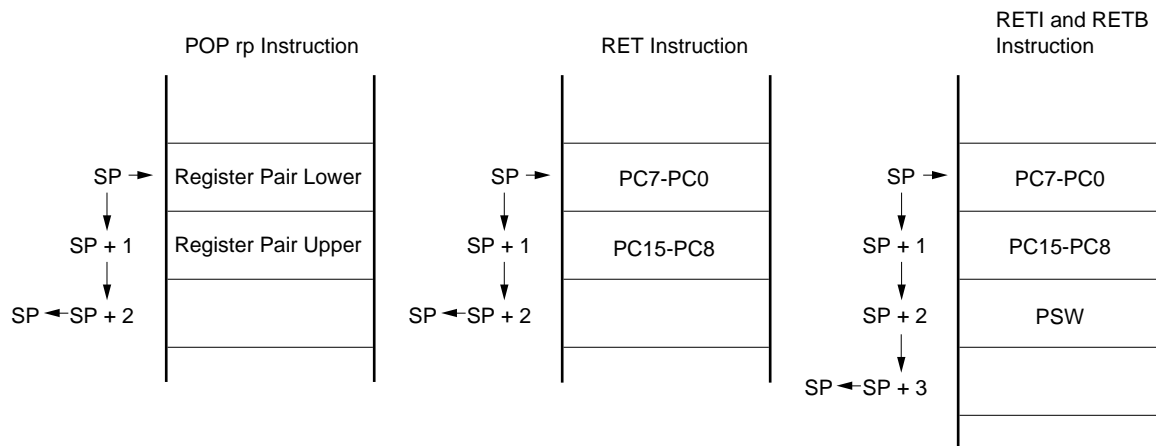 POP rp Instruction
RET Instruction
RETI and RETB
Instruction
SP
Register Pair Lower
SP + 1
Register Pair Upper
SP
SP + 2
SP
PC7-PC0
SP + 1
PC15-PC8
SP
SP + 2
SP
PC7-PC0
SP + 1
PC15-PC8
SP + 2
PSW
SP
SP + 3